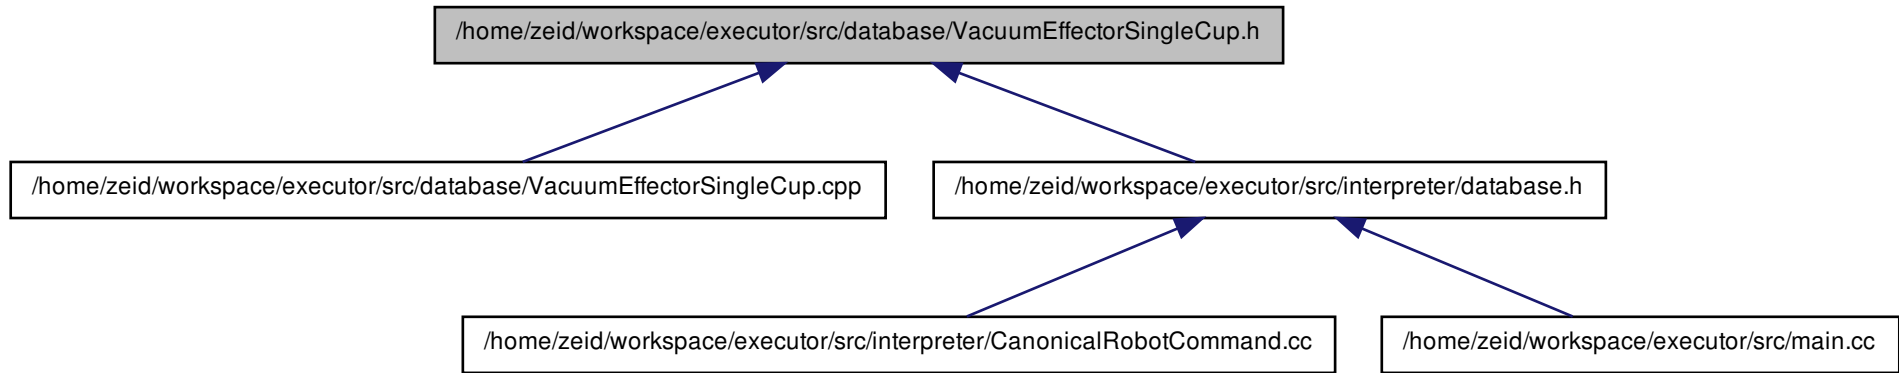 /home/zeid/workspace/executor/src/database/VacuumEffectorSingleCup.h
/home/zeid/workspace/executor/src/database/VacuumEffectorSingleCup.cpp
/home/zeid/workspace/executor/src/interpreter/database.h
/home/zeid/workspace/executor/src/interpreter/CanonicalRobotCommand.cc
/home/zeid/workspace/executor/src/main.cc